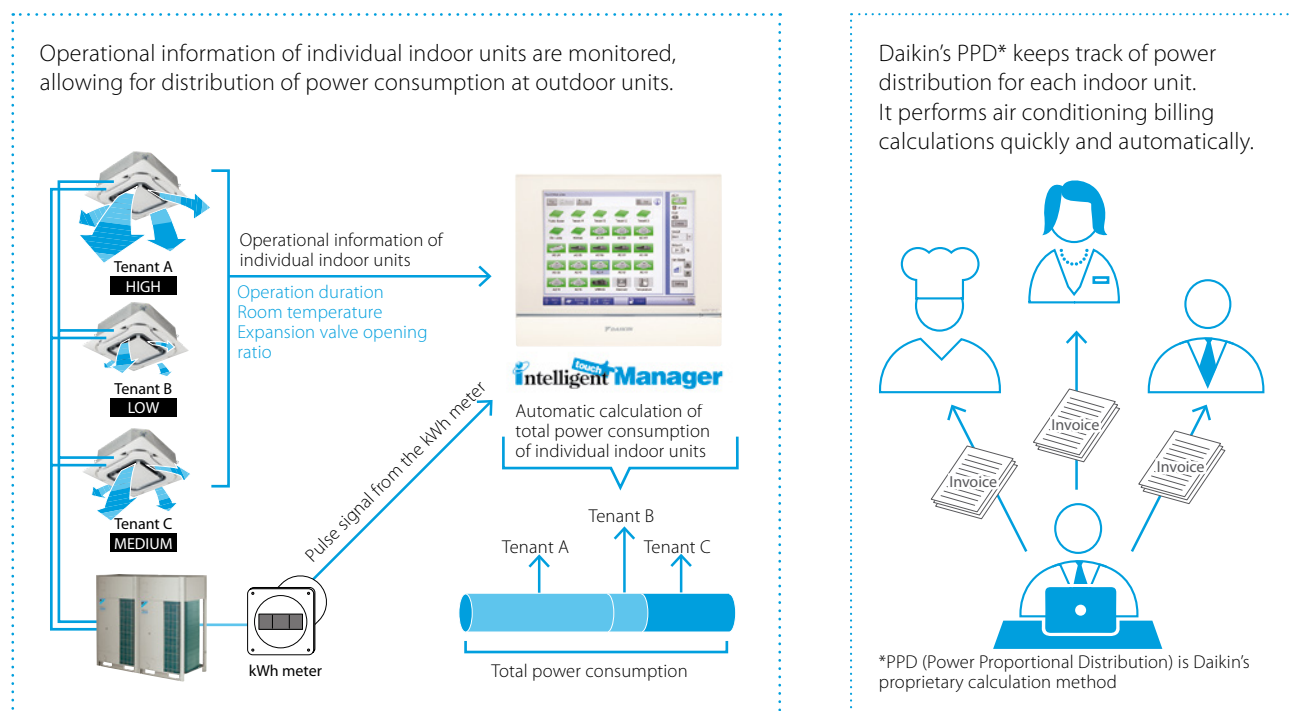 Operational information of individual indoor units are monitored,
allowing for distribution of power consumption at outdoor units.
Tenant A
HIGH
Tenant B
LOW
Tenant C
MEDIUM
Operational information of
individual indoor units
Operation duration
Room temperature
Expansion valve opening
ratio
DAIKIN
intelligent touch Manager
Pulse signal from the kWh meter
kWh meter
Automatic calculation of
total power consumption
of individual indoor units
Tenant A
Tenant B
Tenant C
Total power consumption
Daikin’s PPD* keeps track of power
distribution for each indoor unit.
It performs air conditioning billing
calculations quickly and automatically.
Invoice
Invoice
Invoice
*PPD (Power Proportional Distribution) is Daikin’s
proprietary calculation method